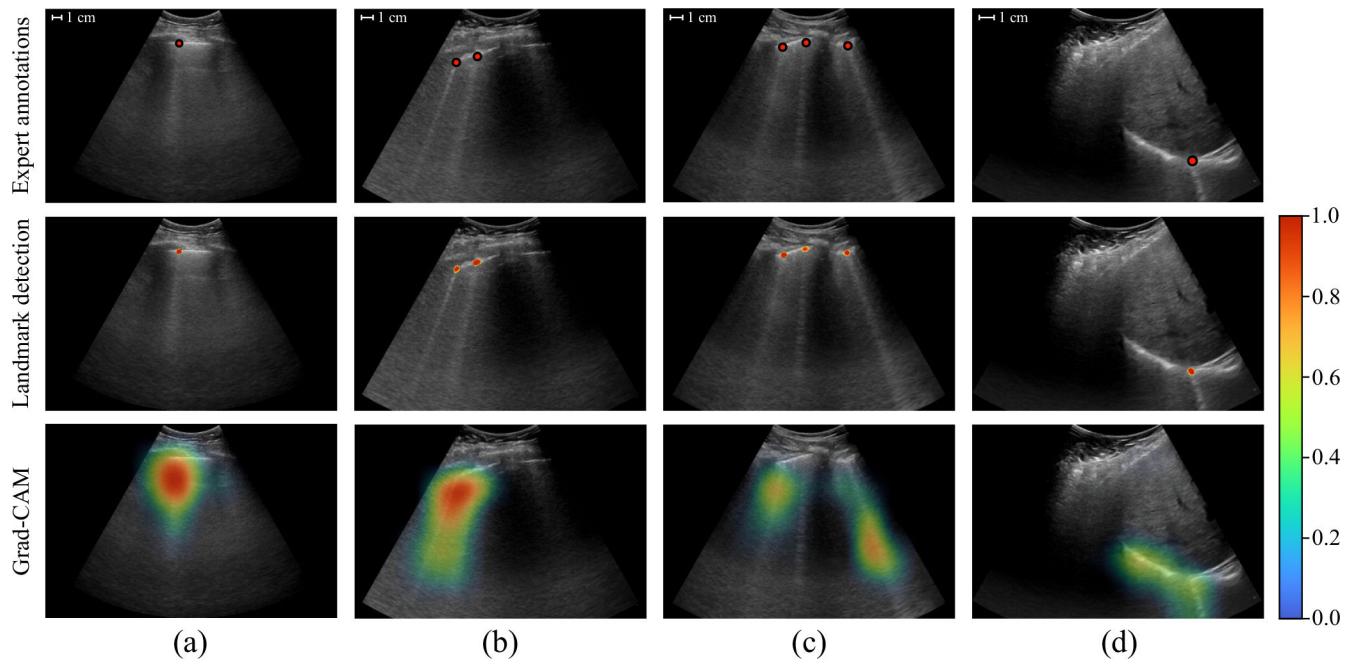 1 cm
1 cm
1 cm
1 cm
Expert annotations
Landmark detection
Grad-CAM
1.0
0.8
0.6
0.4
0.2
0.0
(a)
(b)
(c)
(d)